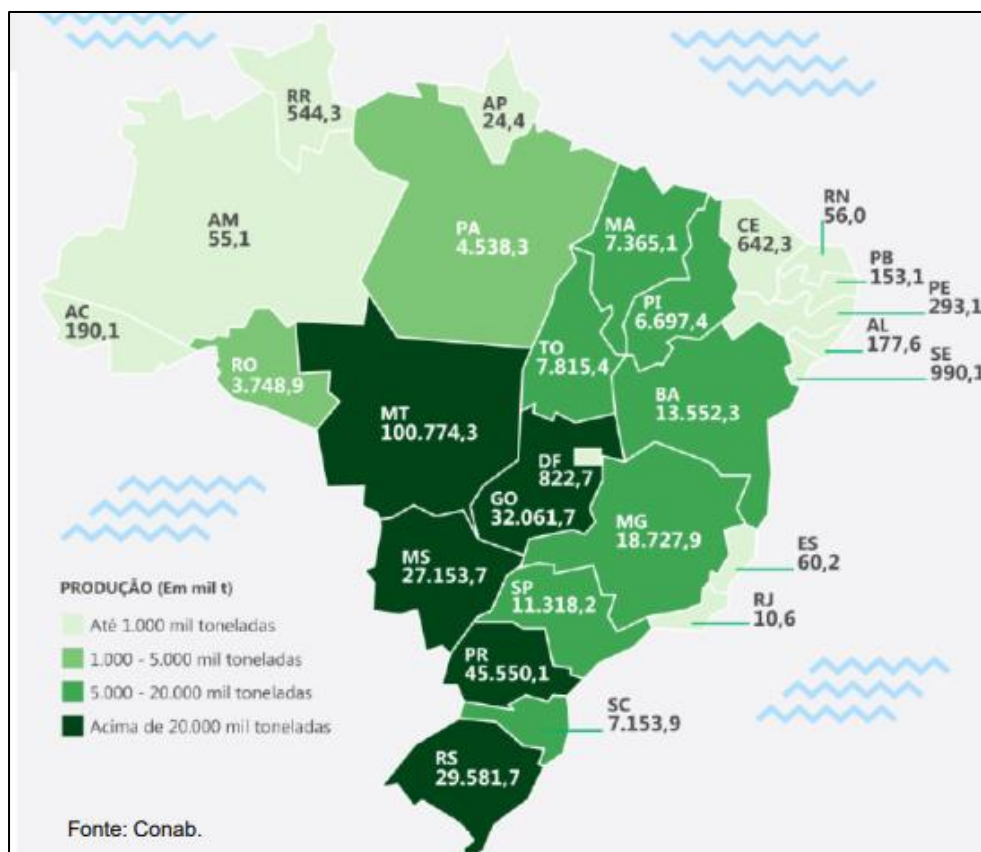 RR
544,3
AP
24,4
AM
55,1
PA
4.538,3
MA
7.365,1
CE
642,3
RN
56,0
PB
153,1
PE
293,1
AL
177,6
SE
990,1
AC
190,1
RO
3.748,9
PI
6.697,4
TO
7.815,4
BA
13.552,3
MT
100.774,3
DF
822,7
GO
32.061,7
MG
18.727,9
ES
60,2
RJ
10,6
MS
27.153,7
SP
11.318,2
PR
45.550,1
SC
7.153,9
RS
29.581,7
PRODUÇÃO (Em mil t)
Até 1.000 mil toneladas
1.000 - 5.000 mil toneladas
5.000 - 20.000 mil toneladas
Acima de 20.000 mil toneladas
Fonte: Conab.